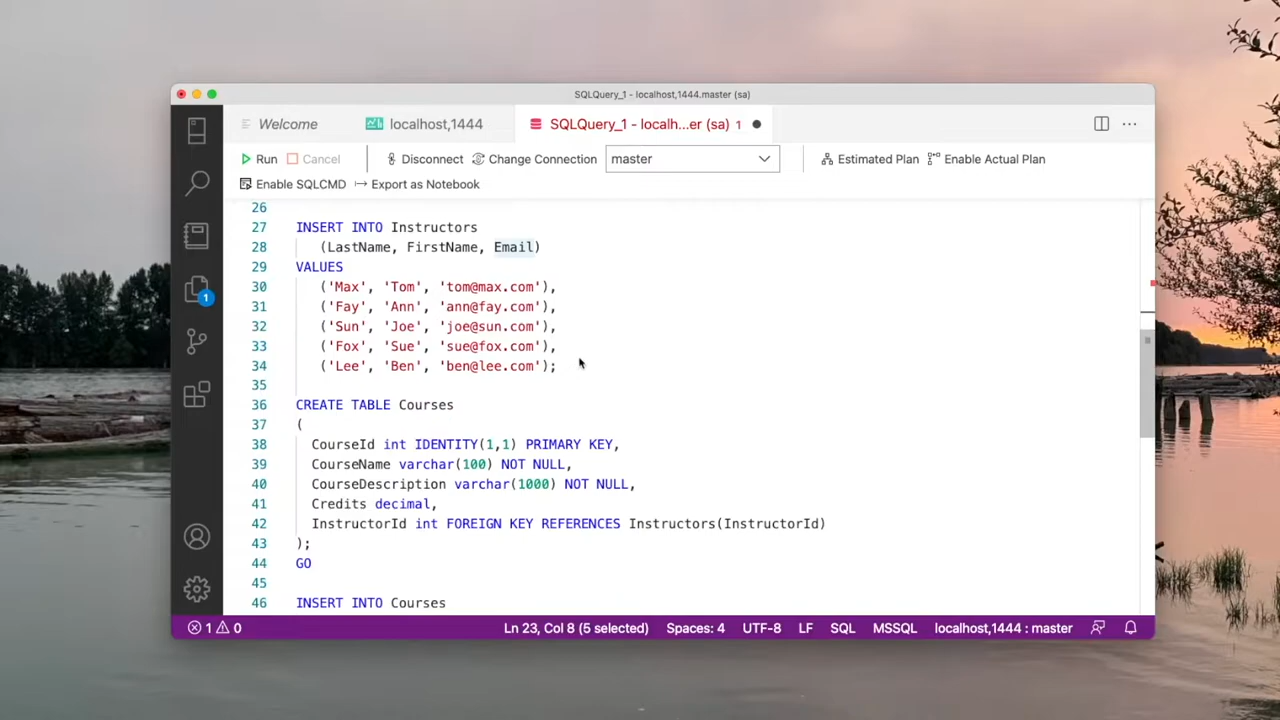 SQLQuery_1 - localhost,1444.master (sa)
Welcome
localhost,1444
SQLQuery_1 - localh...er (sa) 1
Run
Cancel
Disconnect
Change Connection
master
Estimated Plan
Enable Actual Plan
Enable SQLCMD
Export as Notebook
26
27 INSERT INTO Instructors
28 (LastName, FirstName, Email)
29 VALUES
30 ('Max', 'Tom', 'tom@max.com'),
31 ('Fay', 'Ann', 'ann@fay.com'),
32 ('Sun', 'Joe', 'joe@sun.com'),
33 ('Fox', 'Sue', 'sue@fox.com'),
34 ('Lee', 'Ben', 'ben@lee.com');
35
36 CREATE TABLE Courses
37 (
38 CourseId int IDENTITY(1,1) PRIMARY KEY,
39 CourseName varchar(100) NOT NULL,
40 CourseDescription varchar(1000) NOT NULL,
41 Credits decimal,
42 InstructorId int FOREIGN KEY REFERENCES Instructors(InstructorId)
43 );
44 GO
45
46 INSERT INTO Courses
1
1 0
Ln 23, Col 8 (5 selected)
Spaces: 4
UTF-8
LF
SQL
MSSQL
localhost,1444 : master